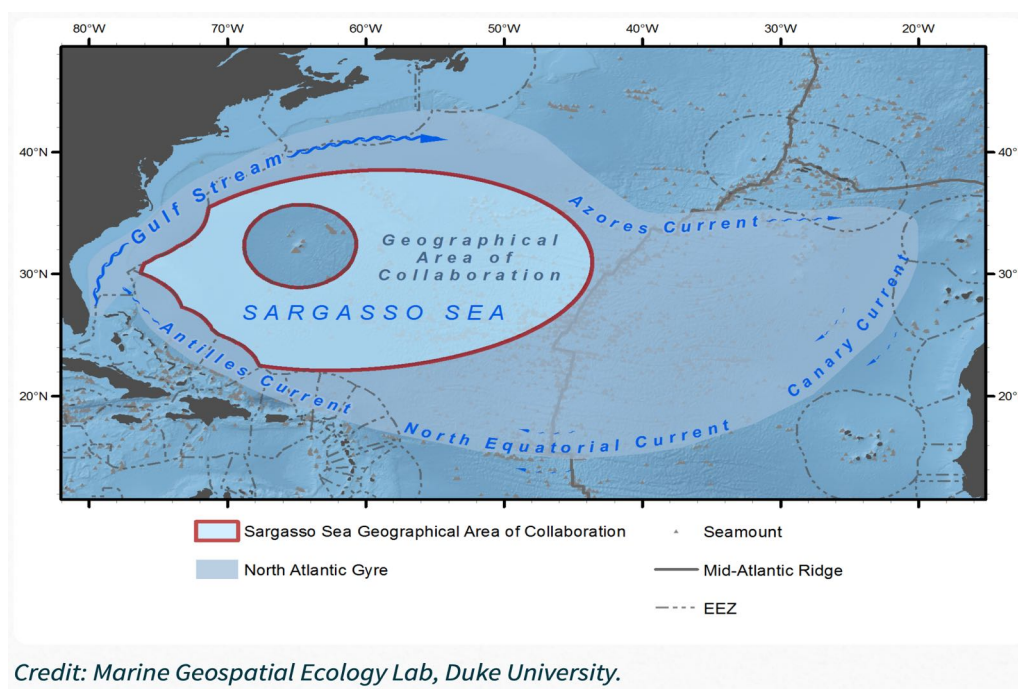 80°W 70°W 60°W 50°W 40°W 30°W 20°W
40°N 40°
Gulf Stream
Azores Current
Geographical
Area of
Collaboration
30°N 30°
SARGASSO SEA
Antilles Current
Canary Current
20°N 20°
North Equatorial Current
Sargasso Sea Geographical Area of Collaboration
Seamount
North Atlantic Gyre
Mid-Atlantic Ridge
EEZ
Credit: Marine Geospatial Ecology Lab, Duke University.